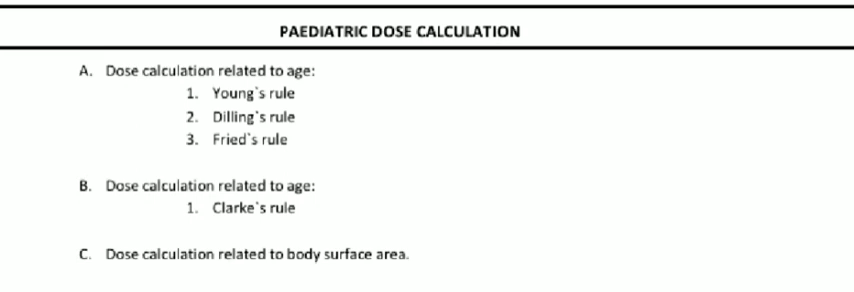 PAEDIATRIC DOSE CALCULATION
A. Dose calculation related to age:
1. Young`s rule
2. Dilling`s rule
3. Fried`s rule
B. Dose calculation related to age:
1. Clarke`s rule
C. Dose calculation related to body surface area.